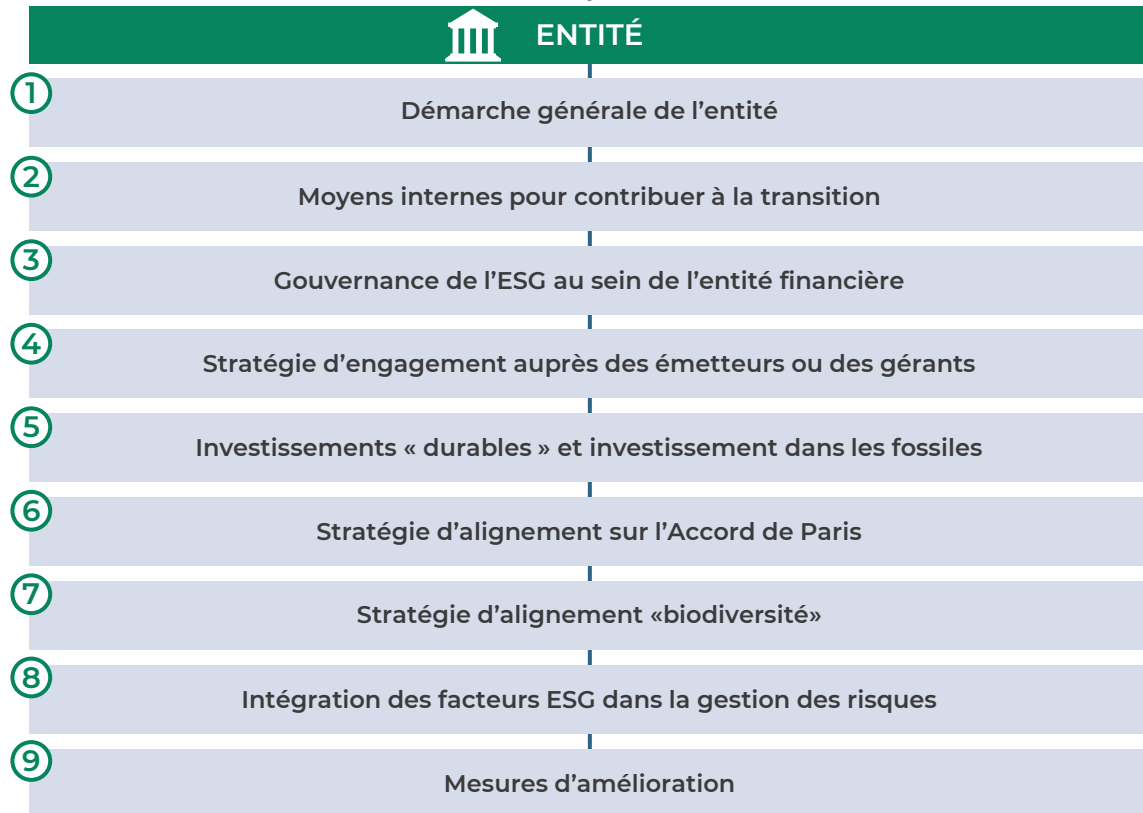 ENTITÉ
1
Démarche générale de l’entité
2
Moyens internes pour contribuer à la transition
3
Gouvernance de l’ESG au sein de l’entité financière
4
Stratégie d’engagement auprès des émetteurs ou des gérants
5
Investissements « durables » et investissement dans les fossiles
6
Stratégie d’alignement sur l’Accord de Paris
7
Stratégie d’alignement «biodiversité»
8
Intégration des facteurs ESG dans la gestion des risques
9
Mesures d’amélioration